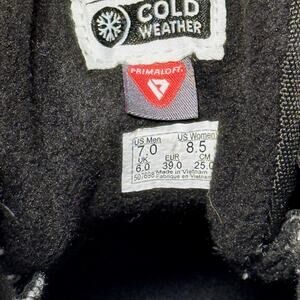 COLD
WEATHER
PRIMALOFT
US Men US Women
7.0 8.5
UK EUR CM
6.0 39.0 25.0
Made in Vietnam
Fabriqué en Vietnam